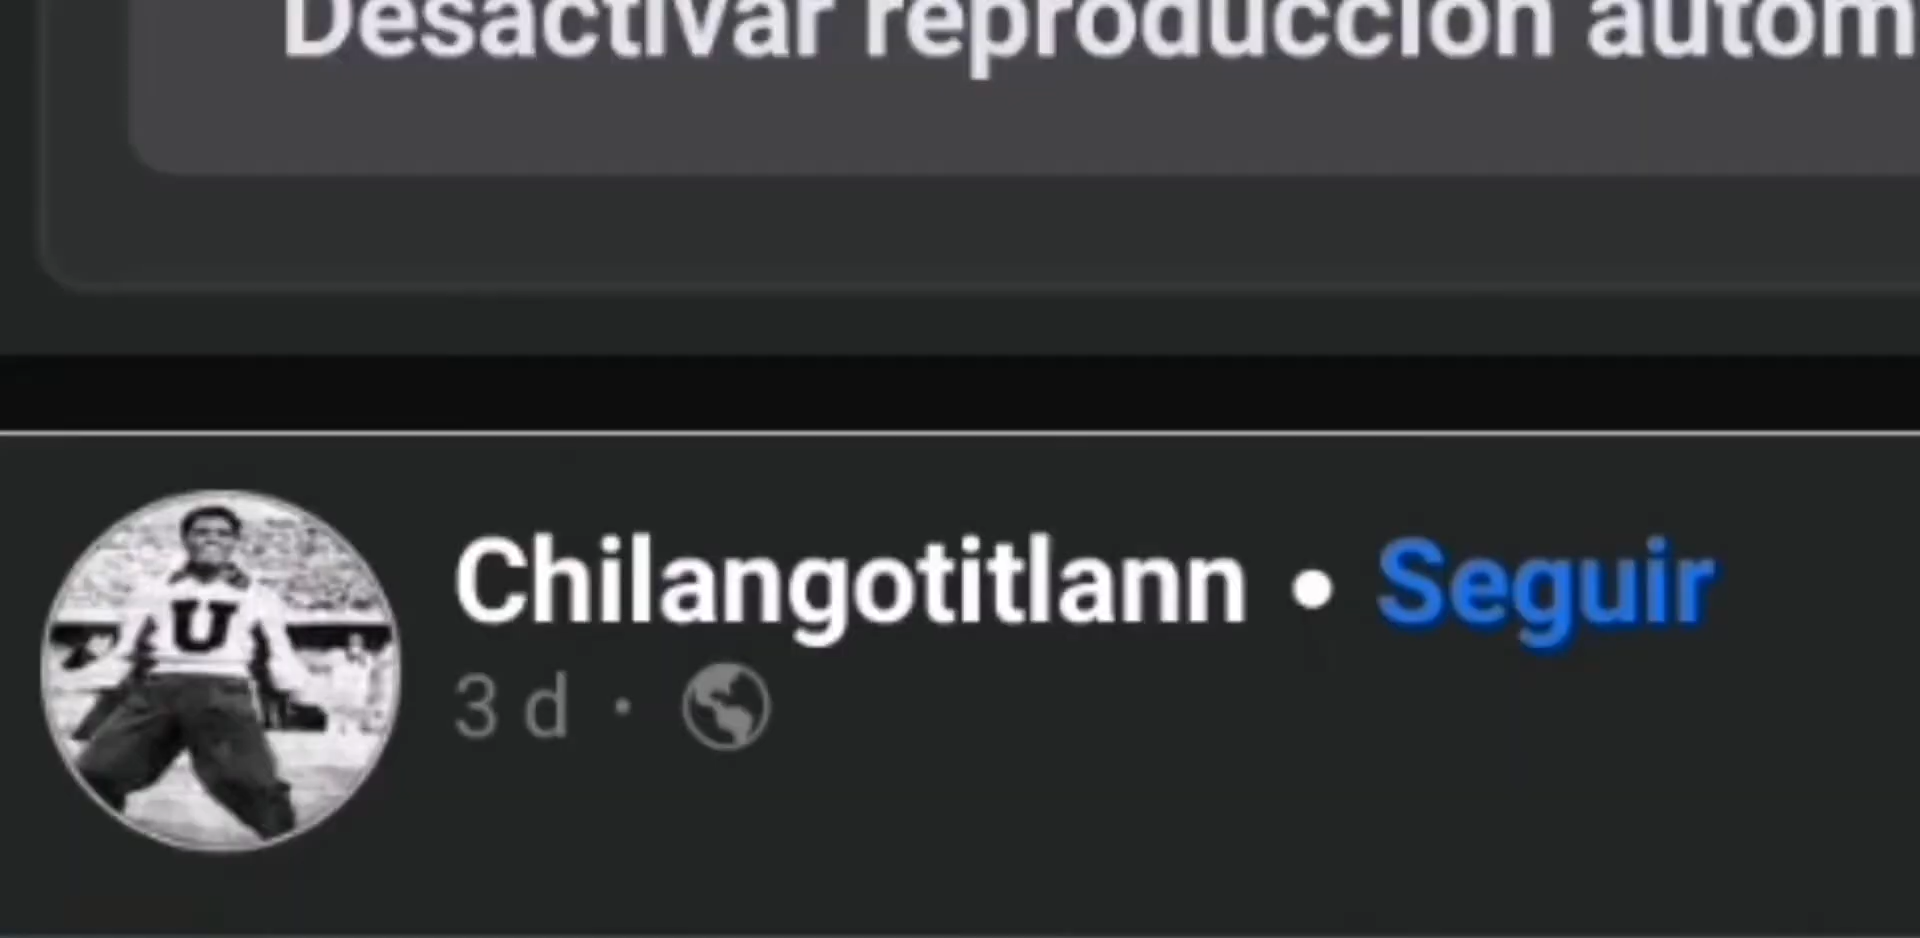 Desactivar reproducción autom
Chilangotitlann • Seguir
3 d ·
U